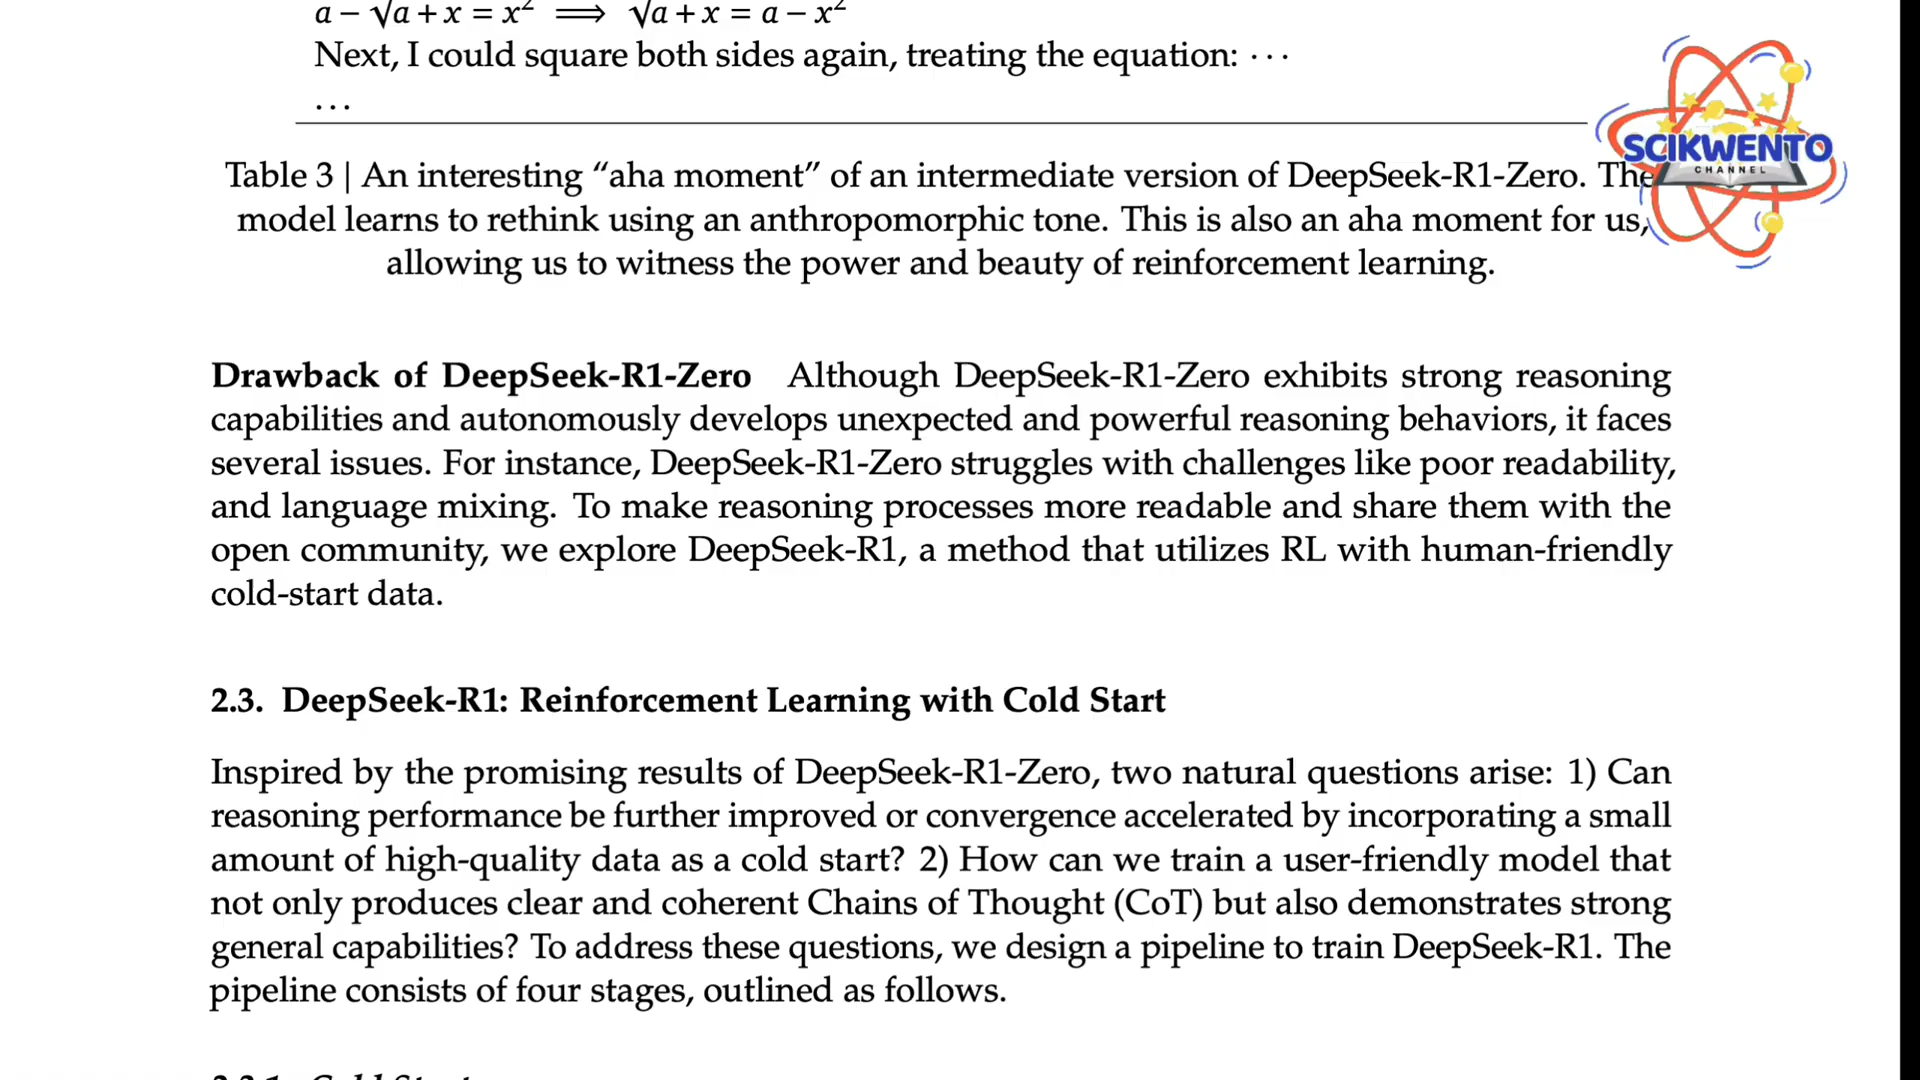 a − √a + x = x² ⟹ √a + x = a − x²
Next, I could square both sides again, treating the equation: · · ·
. . .
SCIKWENTO
CHANNEL
Table 3 | An interesting “aha moment” of an intermediate version of DeepSeek-R1-Zero. The
model learns to rethink using an anthropomorphic tone. This is also an aha moment for us,
allowing us to witness the power and beauty of reinforcement learning.
Drawback of DeepSeek-R1-Zero Although DeepSeek-R1-Zero exhibits strong reasoning
capabilities and autonomously develops unexpected and powerful reasoning behaviors, it faces
several issues. For instance, DeepSeek-R1-Zero struggles with challenges like poor readability,
and language mixing. To make reasoning processes more readable and share them with the
open community, we explore DeepSeek-R1, a method that utilizes RL with human-friendly
cold-start data.
2.3. DeepSeek-R1: Reinforcement Learning with Cold Start
Inspired by the promising results of DeepSeek-R1-Zero, two natural questions arise: 1) Can
reasoning performance be further improved or convergence accelerated by incorporating a small
amount of high-quality data as a cold start? 2) How can we train a user-friendly model that
not only produces clear and coherent Chains of Thought (CoT) but also demonstrates strong
general capabilities? To address these questions, we design a pipeline to train DeepSeek-R1. The
pipeline consists of four stages, outlined as follows.